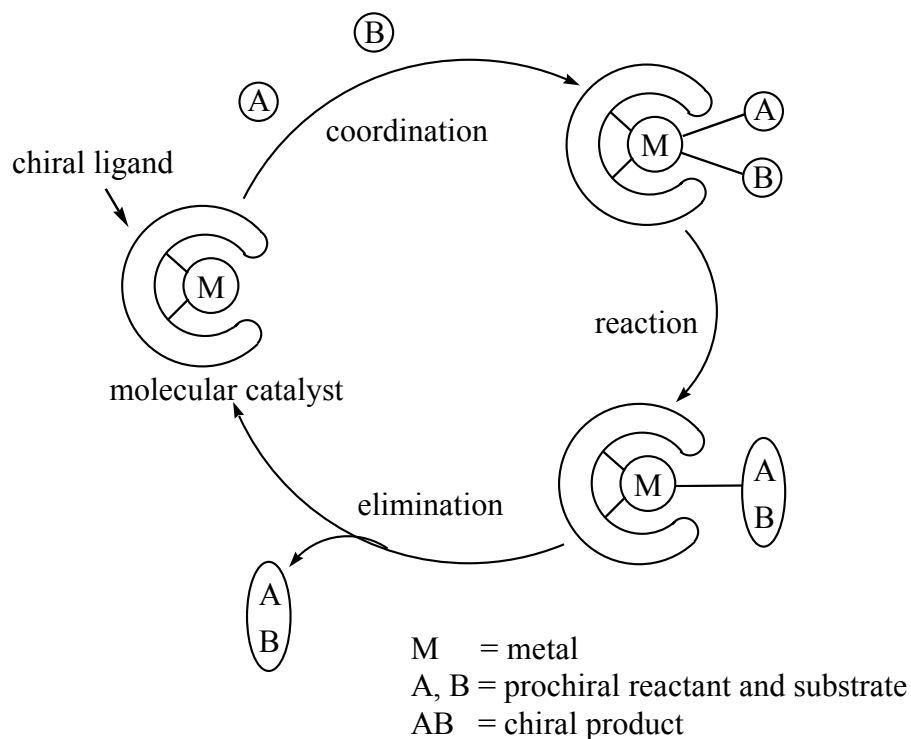 B
A
coordination
A
M
B
chiral ligand
M
reaction
molecular catalyst
A
M
B
elimination
A
B
M = metal
A, B = prochiral reactant and substrate
AB = chiral product